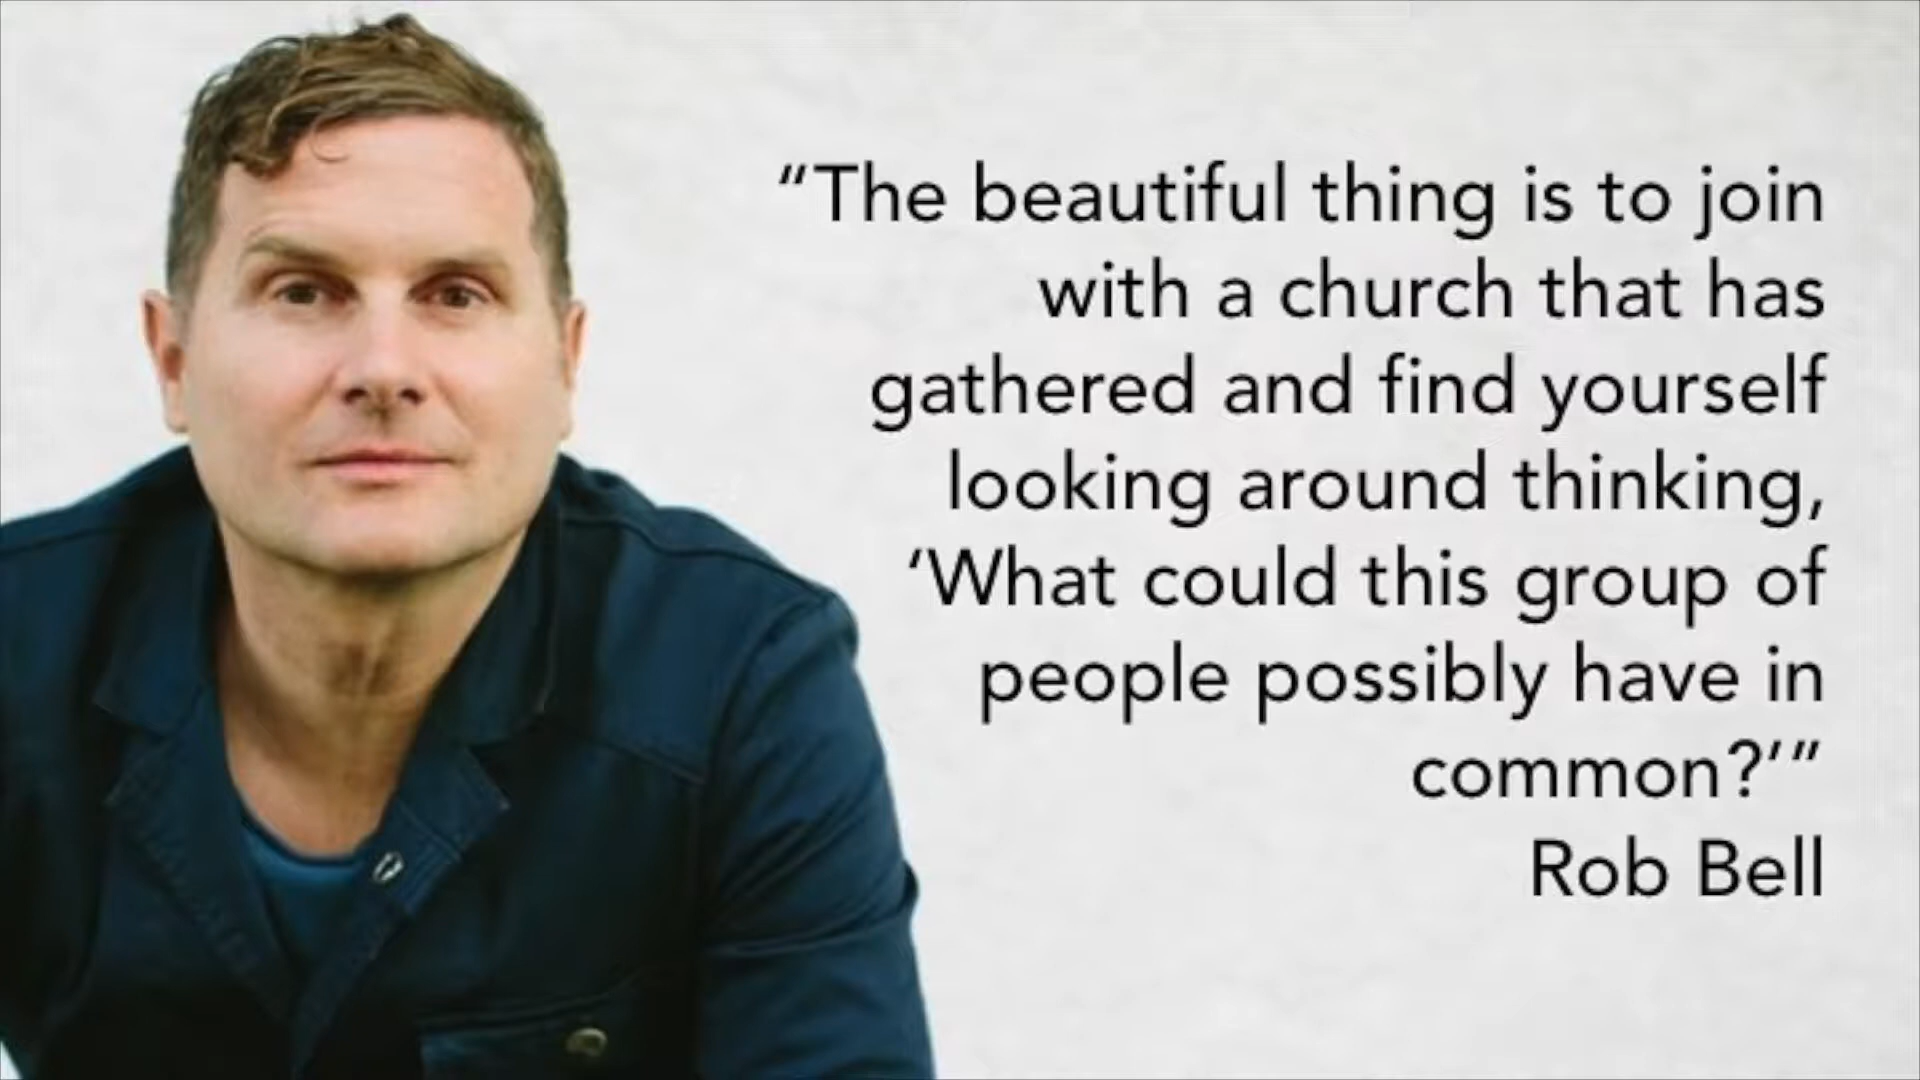 “The beautiful thing is to join
with a church that has
gathered and find yourself
looking around thinking,
‘What could this group of
people possibly have in
common?’”
Rob Bell